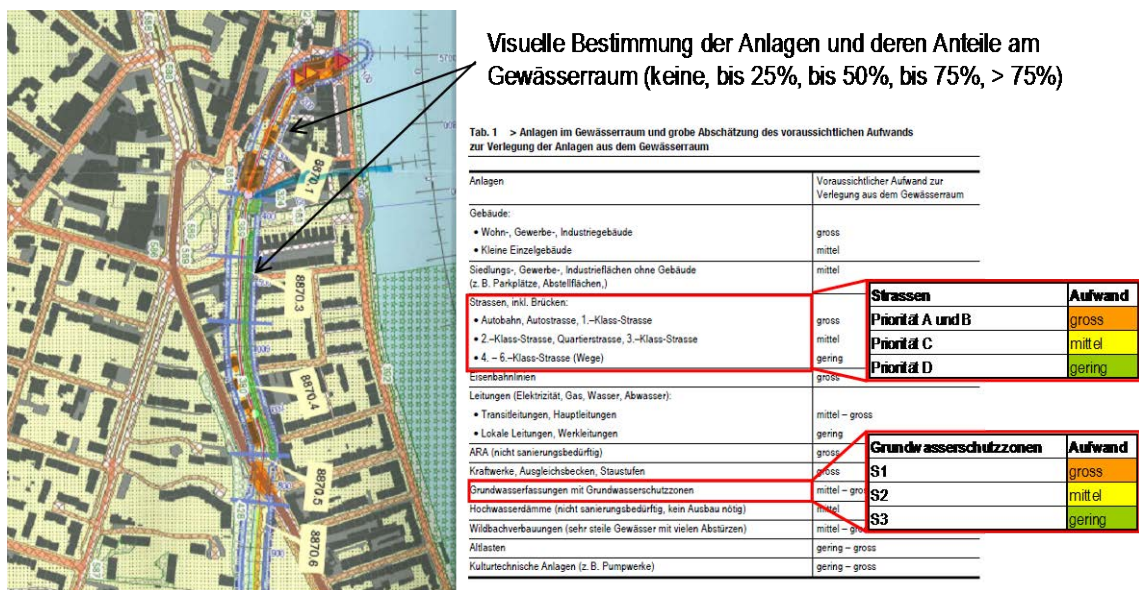 Visuelle Bestimmung der Anlagen und deren Anteile am
Gewässerraum (keine, bis 25%, bis 50%, bis 75%, > 75%)
Tab. 1 > Anlagen im Gewässerraum und grobe Abschätzung des voraussichtlichen Aufwands
zur Verlegung der Anlagen aus dem Gewässerraum
Anlagen
Voraussichtlicher Aufwand zur
Verlegung aus dem Gewässerraum
Gebäude:
• Wohn-, Gewerbe-, Industriegebäude gross
• Kleine Einzelgebäude mittel
Siedlungs-, Gewerbe-, Industrieflächen ohne Gebäude mittel
(z. B. Parkplätze, Abstellflächen,)
Strassen, inkl. Brücken:
• Autobahn, Autostrasse, 1.–Klass-Strasse gross
• 2.–Klass-Strasse, Quartierstrasse, 3.–Klass-Strasse mittel
• 4. – 6.–Klass-Strasse (Wege) gering
Eisenbahnlinien gross
Leitungen (Elektrizität, Gas, Wasser, Abwasser):
• Transitleitungen, Hauptleitungen mittel – gross
• Lokale Leitungen, Werkleitungen gering
ARA (nicht sanierungsbedürftig) gross
Kraftwerke, Ausgleichsbecken, Staustufen gross
Grundwasserfassungen mit Grundwasserschutzzonen mittel – gros
Hochwasserdämme (nicht sanierungsbedürftig, kein Ausbau nötig) mittel
Wildbachverbauungen (sehr steile Gewässer mit vielen Abstürzen) mittel – gross
Altlasten gering – gross
Kulturtechnische Anlagen (z. B. Pumpwerke) gering – gross
Strassen Aufwand
Priorität A und B gross
Priorität C mittel
Priorität D gering
Grundwasserschutzzonen Aufwand
S1 gross
S2 mittel
S3 gering
8870.1
8870.3
8870.4
8870.5
8870.6